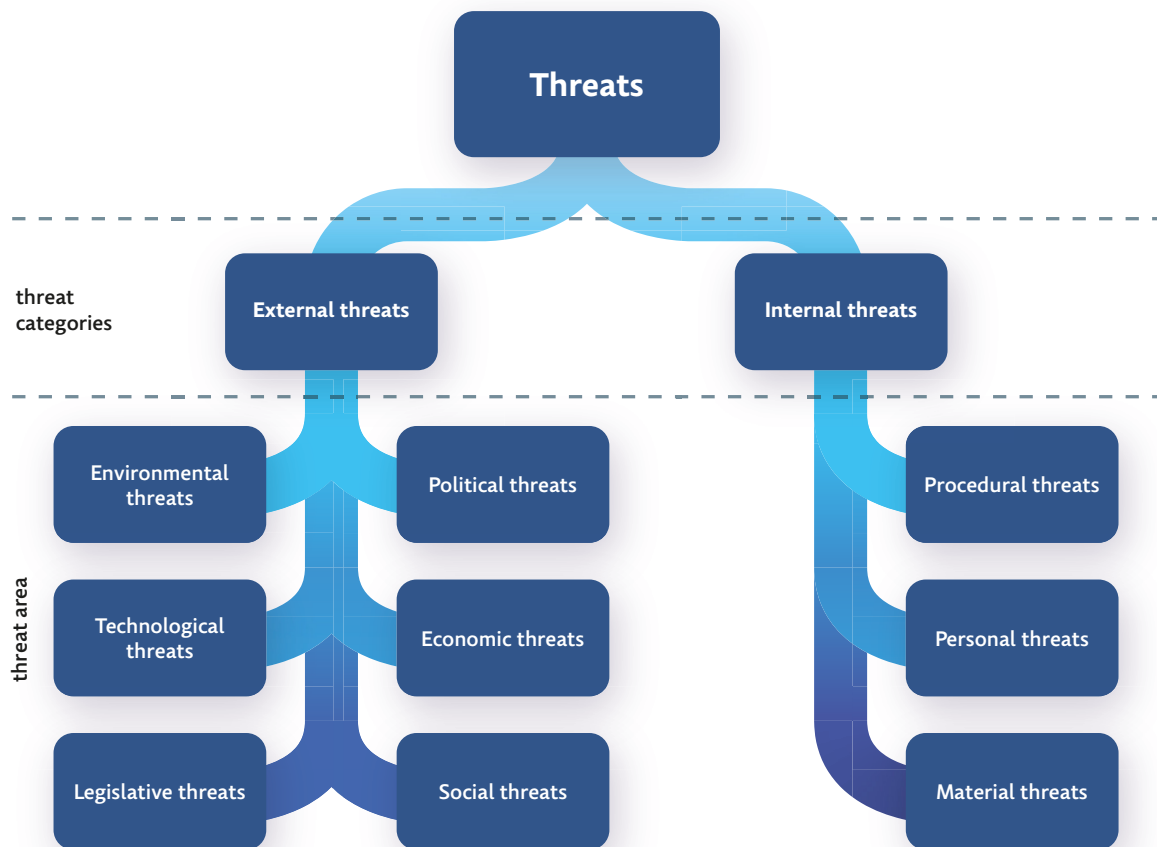 Threats
threat
categories
External threats
Internal threats
threat area
Environmental
threats
Political threats
Procedural threats
Technological
threats
Economic threats
Personal threats
Legislative threats
Social threats
Material threats